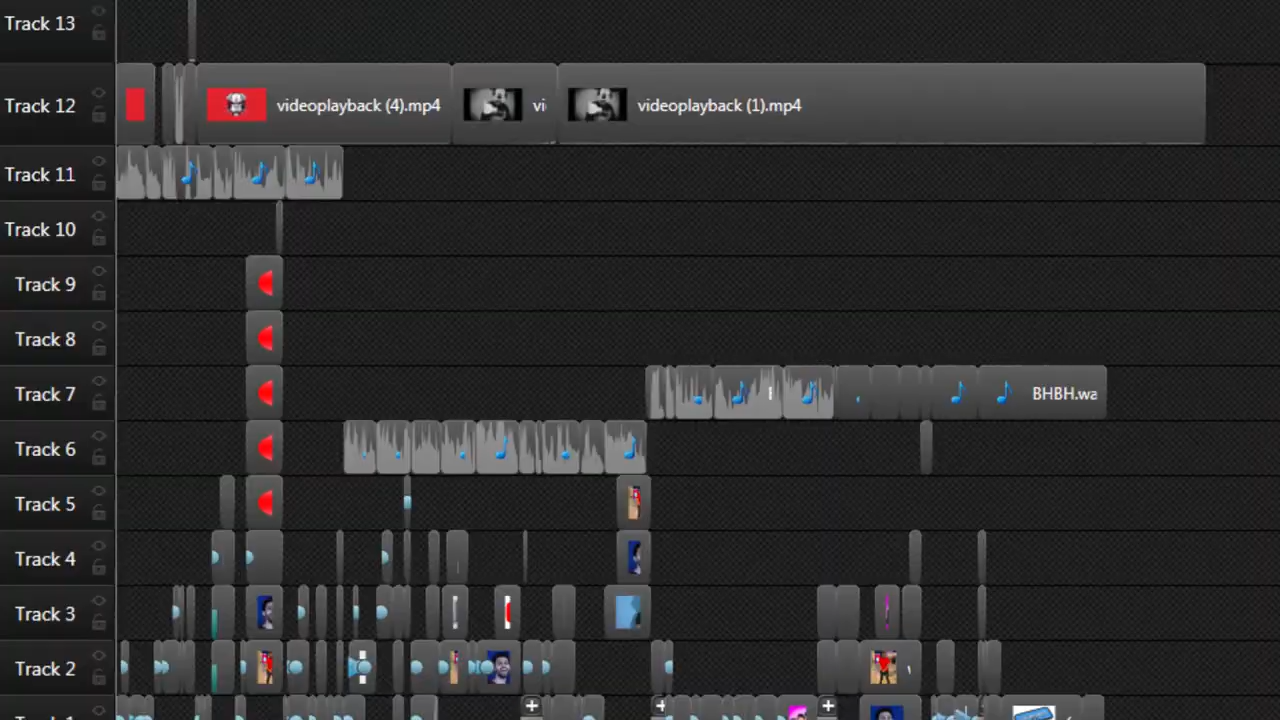 Track 13
Track 12
videoplayback (4).mp4
vi
videoplayback (1).mp4
Track 11
Track 10
Track 9
Track 8
Track 7
BHBH.wa
Track 6
Track 5
Track 4
Track 3
Track 2